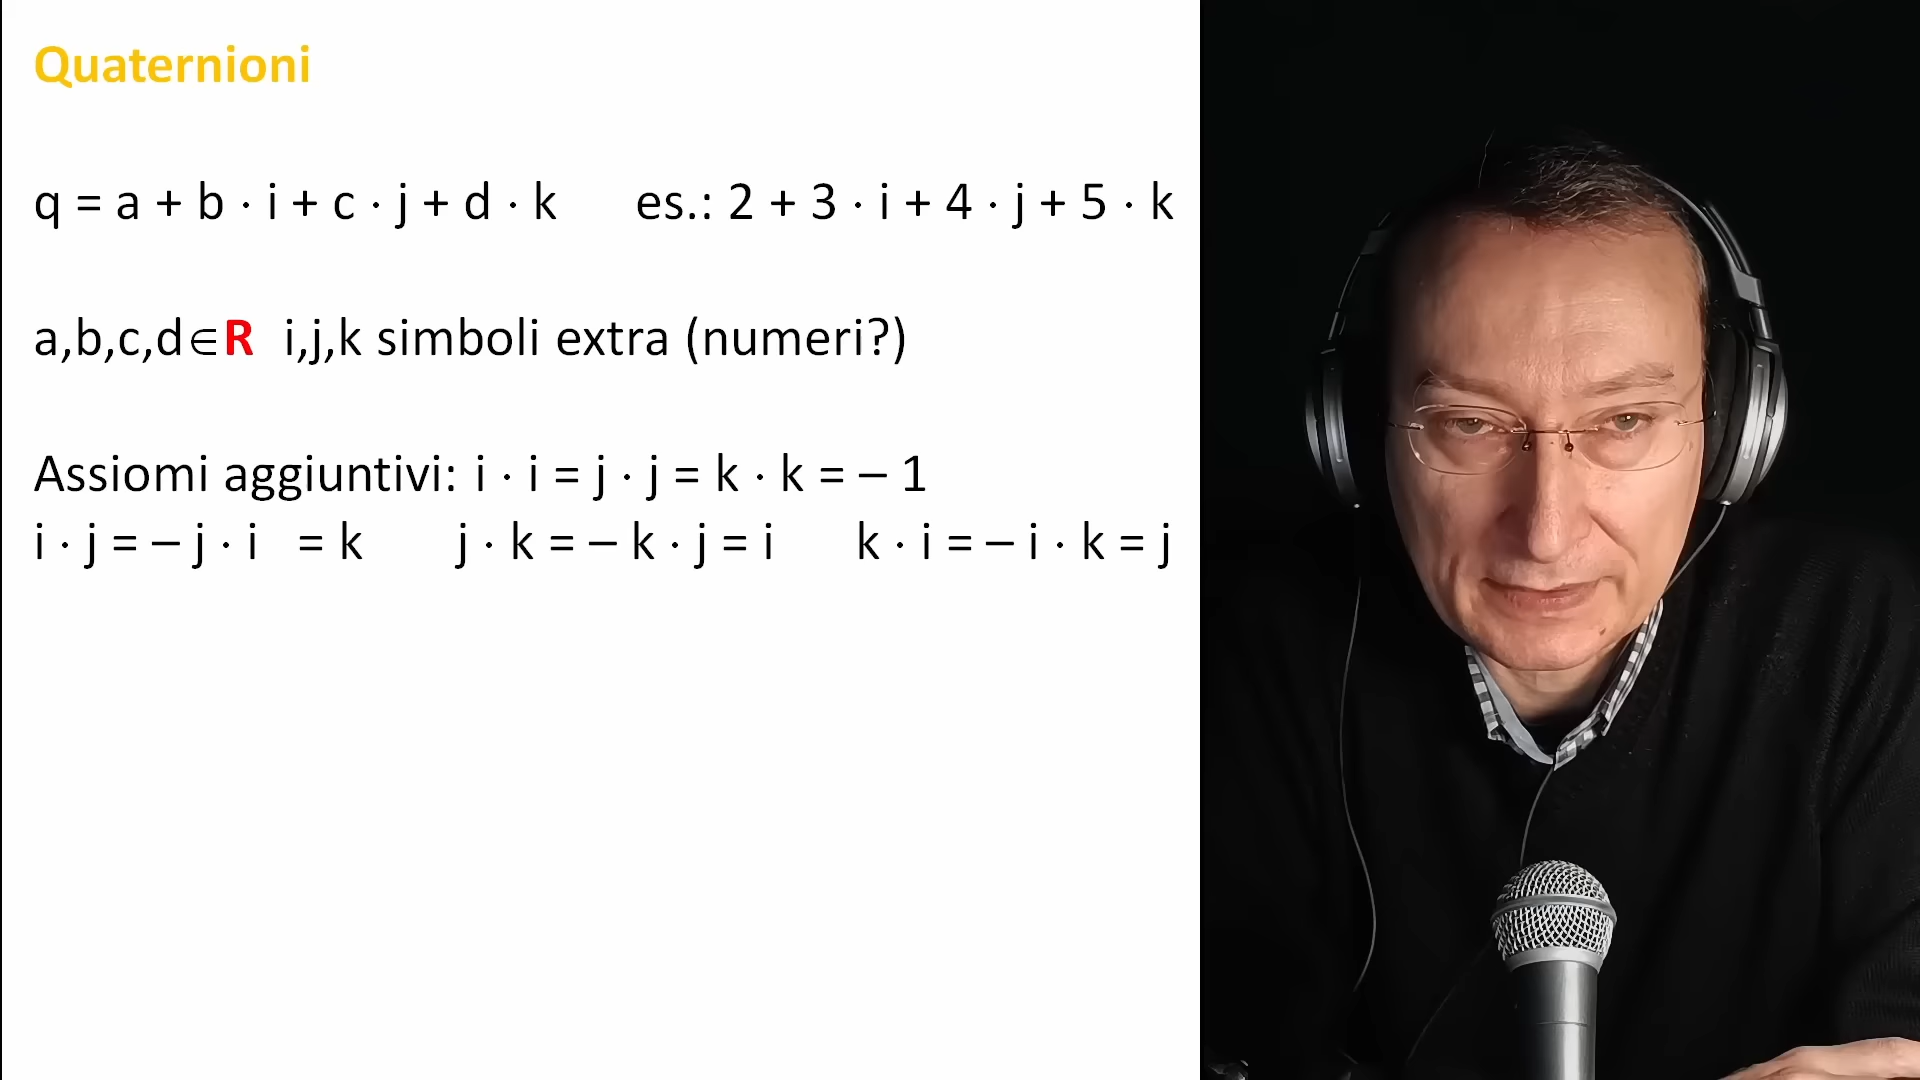 Quaternioni
q = a + b · i + c · j + d · k es.: 2 + 3 · i + 4 · j + 5 · k
a,b,c,d∈R i,j,k simboli extra (numeri?)
Assiomi aggiuntivi: i · i = j · j = k · k = – 1
i · j = – j · i = k j · k = – k · j = i k · i = – i · k = j